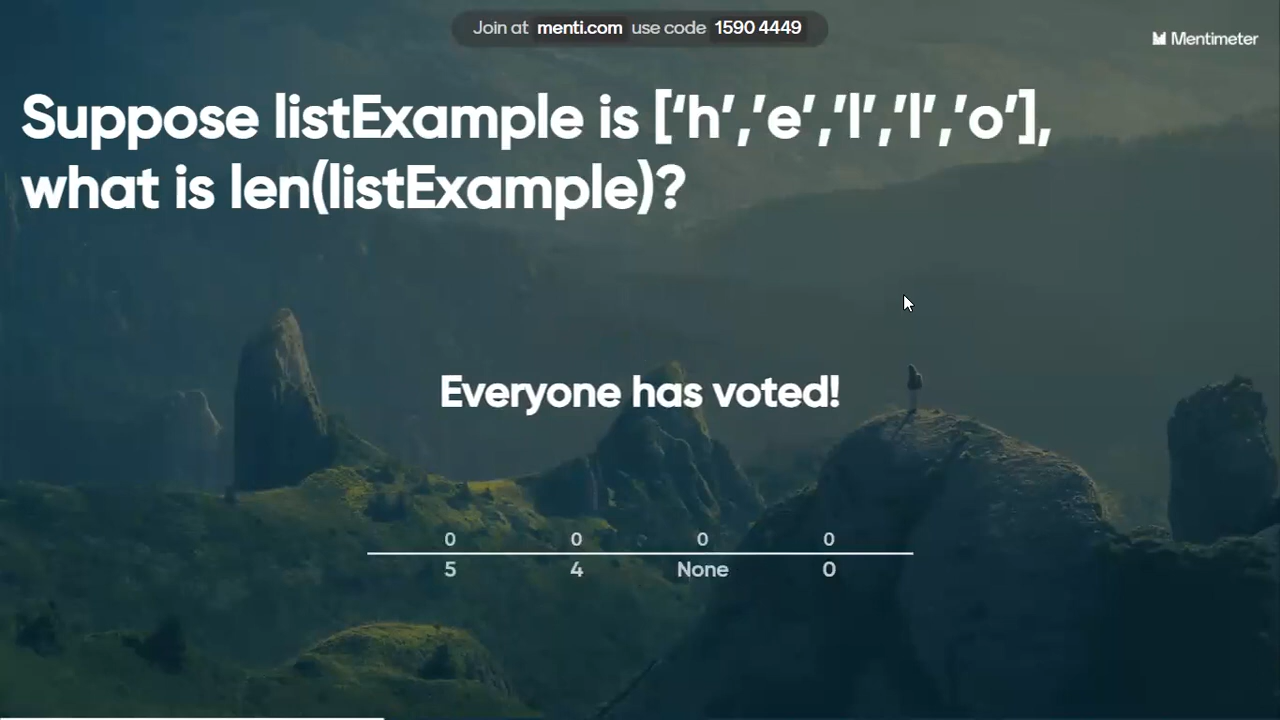 Join at menti.com use code 1590 4449
Mentimeter
Suppose listExample is [‘h’,’e’,’l’,’l’,’o’],
what is len(listExample)?
Everyone has voted!
0 0 0 0
5 4 None 0